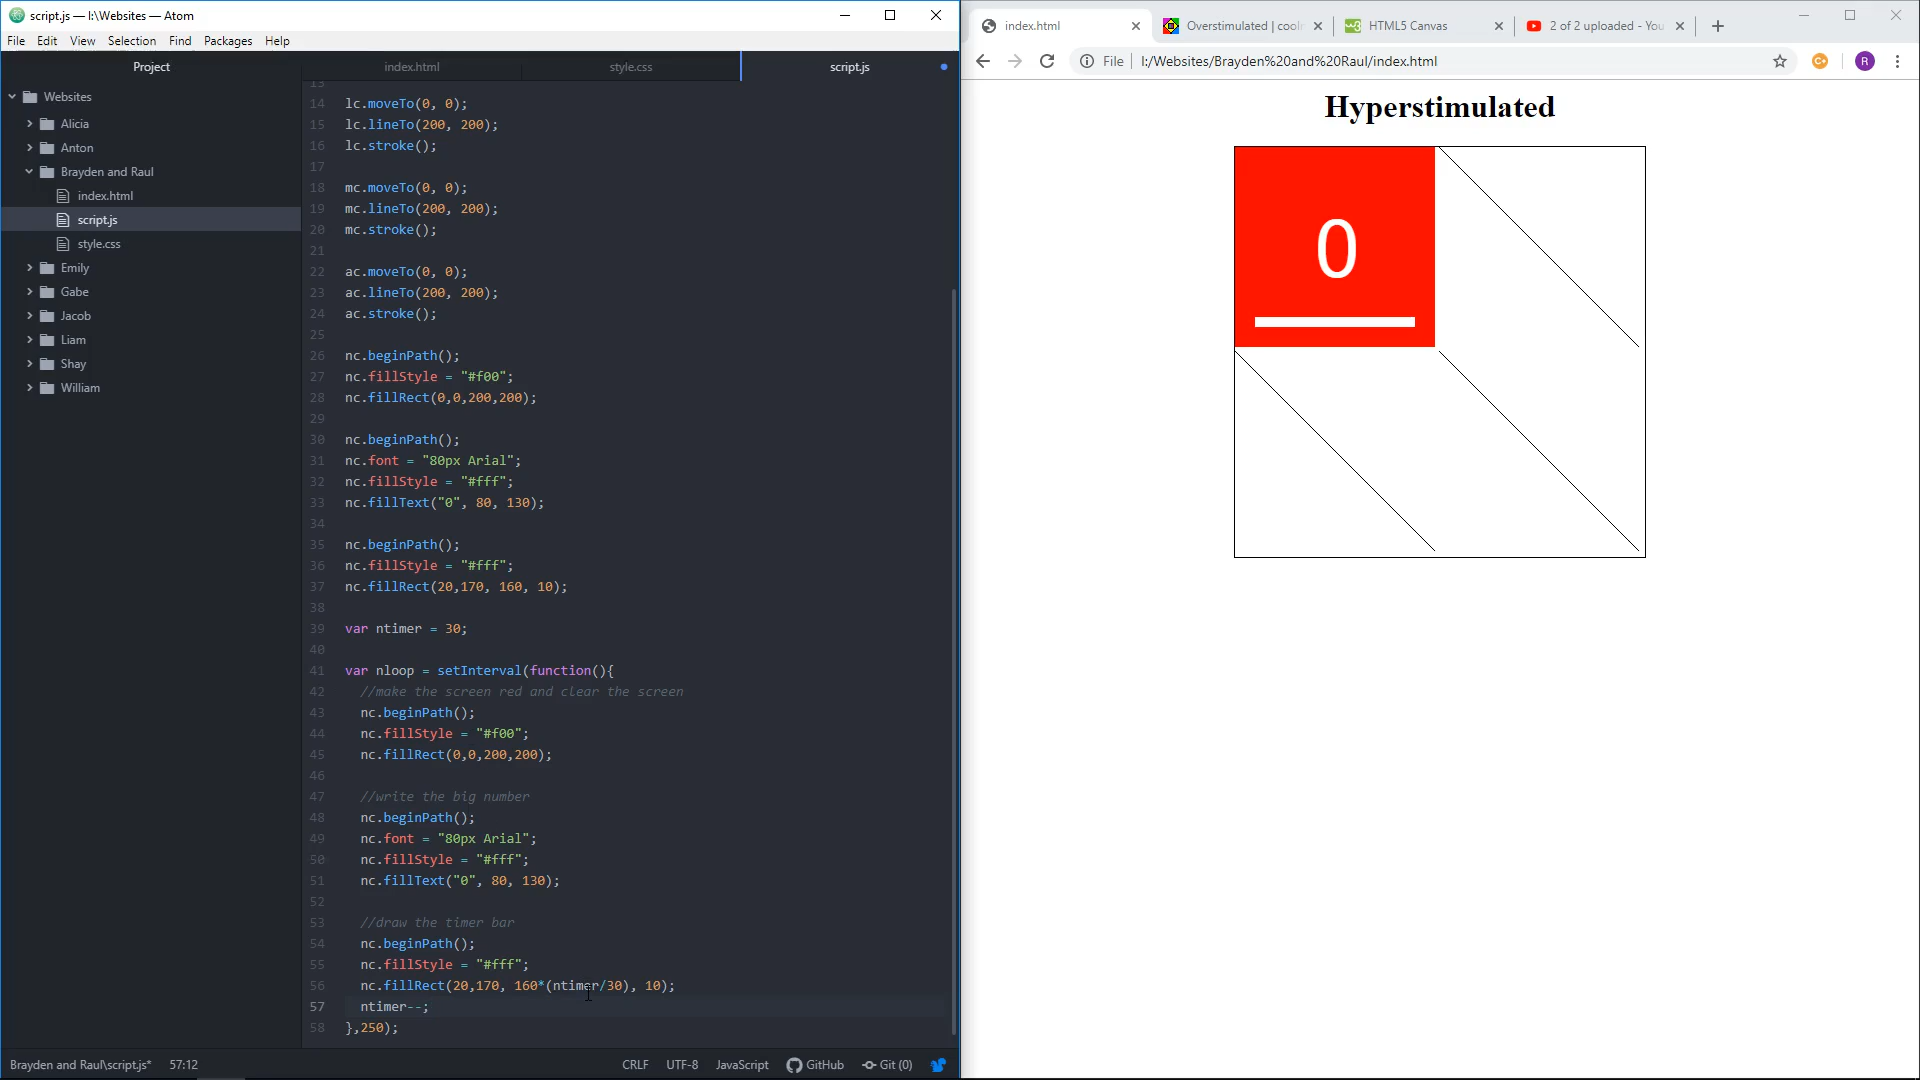 script.js — I:\Websites — Atom
File Edit View Selection Find Packages Help
Project
Websites
Alicia
Anton
Brayden and Raul
index.html
script.js
style.css
Emily
Gabe
Jacob
Liam
Shay
William
index.html style.css script.js
13
14 lc.moveTo(0, 0);
15 lc.lineTo(200, 200);
16 lc.stroke();
17
18 mc.moveTo(0, 0);
19 mc.lineTo(200, 200);
20 mc.stroke();
21
22 ac.moveTo(0, 0);
23 ac.lineTo(200, 200);
24 ac.stroke();
25
26 nc.beginPath();
27 nc.fillStyle = "#f00";
28 nc.fillRect(0,0,200,200);
29
30 nc.beginPath();
31 nc.font = "80px Arial";
32 nc.fillStyle = "#fff";
33 nc.fillText("0", 80, 130);
34
35 nc.beginPath();
36 nc.fillStyle = "#fff";
37 nc.fillRect(20,170, 160, 10);
38
39 var ntimer = 30;
40
41 var nloop = setInterval(function(){
42 //make the screen red and clear the screen
43 nc.beginPath();
44 nc.fillStyle = "#f00";
45 nc.fillRect(0,0,200,200);
46
47 //write the big number
48 nc.beginPath();
49 nc.font = "80px Arial";
50 nc.fillStyle = "#fff";
51 nc.fillText("0", 80, 130);
52
53 //draw the timer bar
54 nc.beginPath();
55 nc.fillStyle = "#fff";
56 nc.fillRect(20,170, 160*(ntimer/30), 10);
57 ntimer--;
58 },250);
Brayden and Raul\script.js* 57:12 CRLF UTF-8 JavaScript GitHub Git (0)
index.html Overstimulated | cool HTML5 Canvas 2 of 2 uploaded - You
File I:/Websites/Brayden%20and%20Raul/index.html R
Hyperstimulated
0